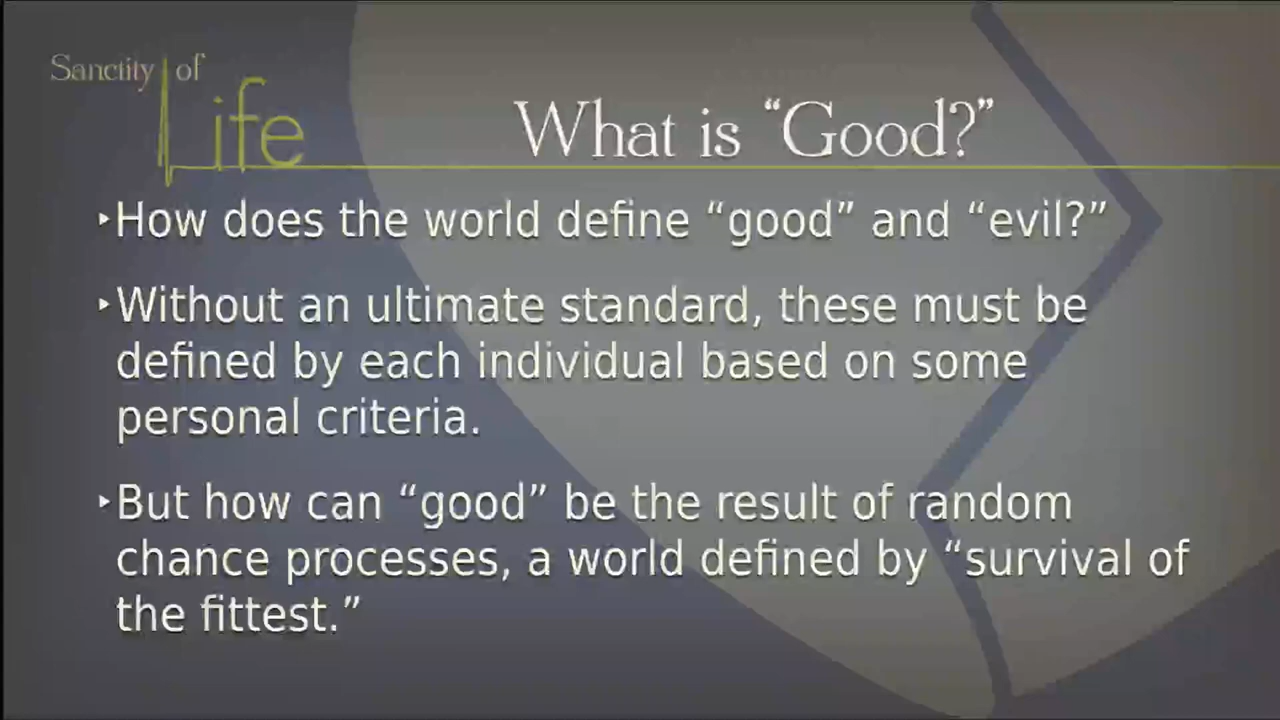 Sanctity of
Life
What is “Good?”
‣How does the world define “good” and “evil?”
‣Without an ultimate standard, these must be
defined by each individual based on some
personal criteria.
‣But how can “good” be the result of random
chance processes, a world defined by “survival of
the fittest.”